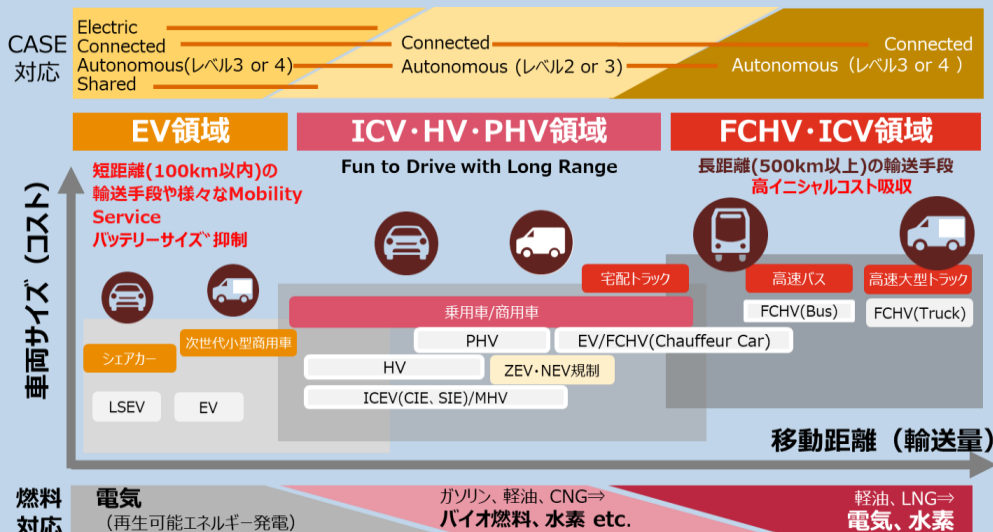 CASE
対応
Electric
Connected
Autonomous(レベル3 or 4)
Shared
Connected
Autonomous (レベル2 or 3)
Connected
Autonomous (レベル3 or 4 )
EV領域
ICV・HV・PHV領域
FCHV・ICV領域
短距離(100km以内)の
輸送手段や様々なMobility
Service
バッテリーサイズ゛抑制
Fun to Drive with Long Range
長距離(500km以上)の輸送手段
高イニシャルコスト吸収
車両サイズ（コスト）
宅配トラック
高速バス
高速大型トラック
乗用車/商用車
FCHV(Bus)
FCHV(Truck)
シェアカー
次世代小型商用車
PHV
EV/FCHV(Chauffeur Car)
HV
ZEV・NEV規制
LSEV
EV
ICEV(CIE、SIE)/MHV
移動距離（輸送量）
燃料
対応
電気
（再生可能エネルギー発電）
ガソリン、軽油、CNG⇒
バイオ燃料、水素 etc.
軽油、LNG⇒
電気、水素